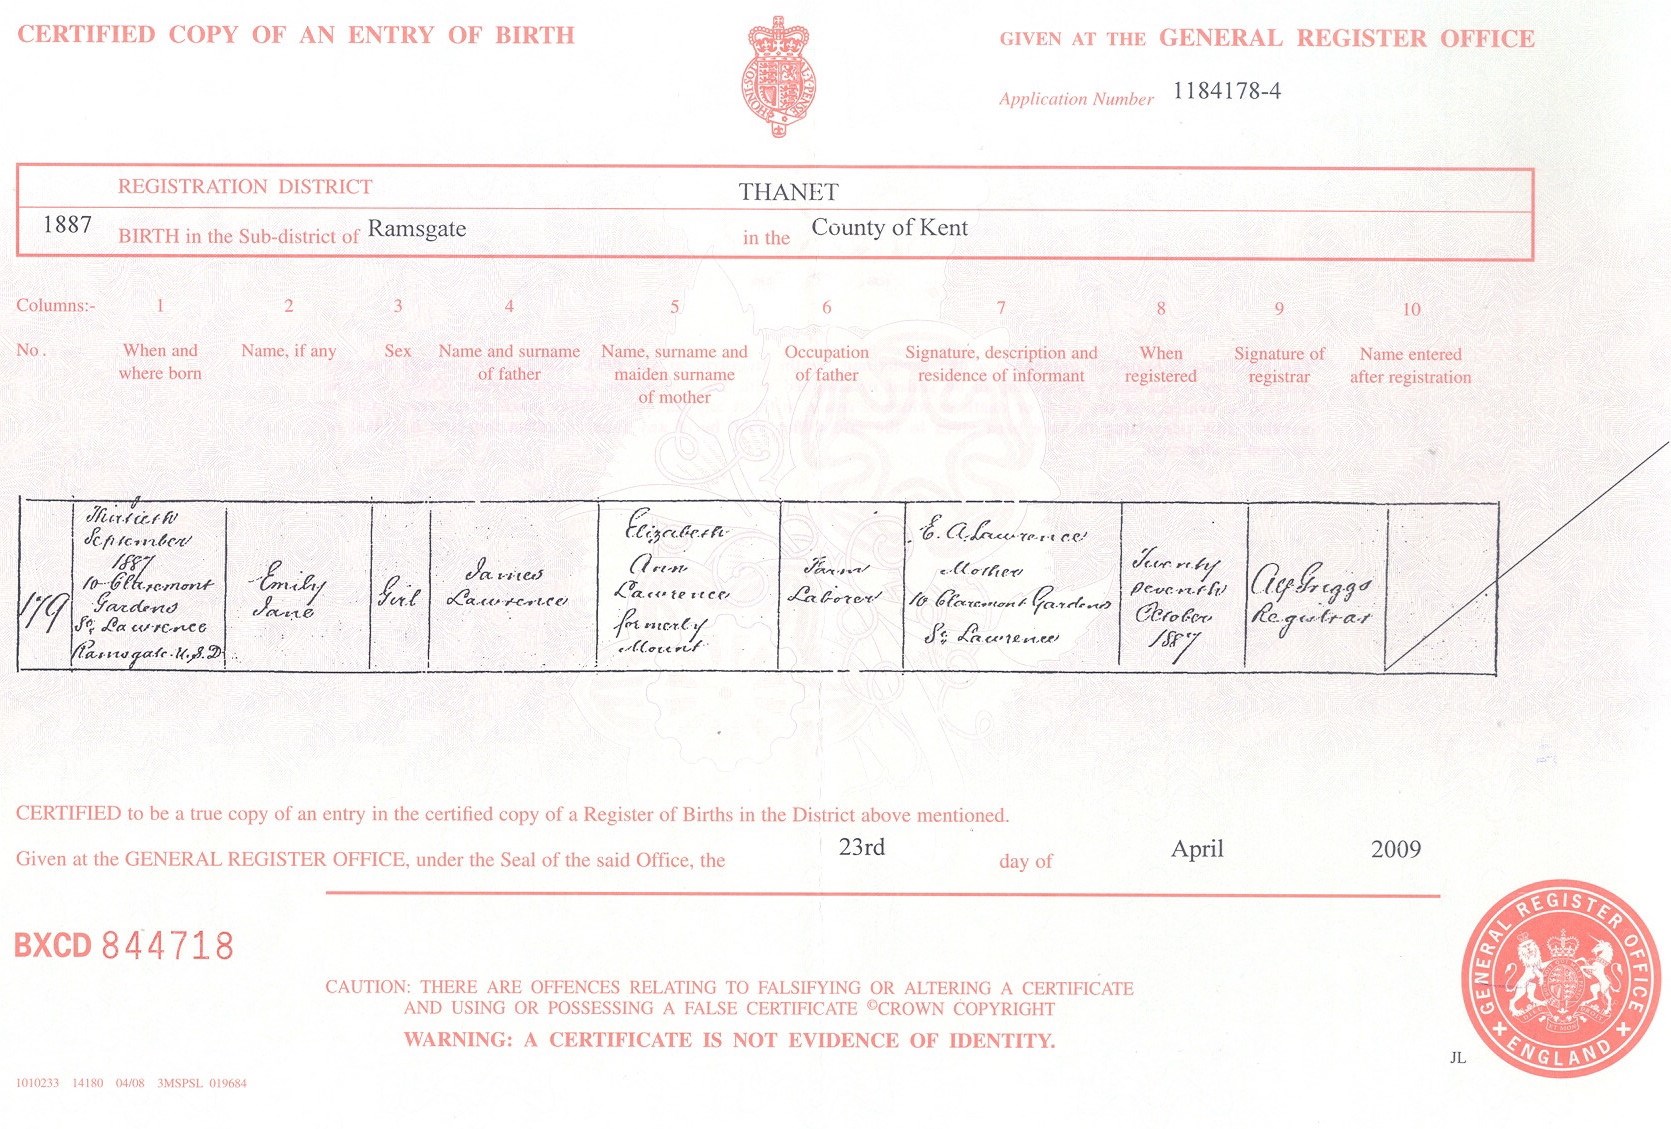 CERTIFIED COPY OF AN ENTRY OF BIRTH
GIVEN AT THE GENERAL REGISTER OFFICE
Application Number 1184178-4
HONI SOIT QUI MAL Y PENSE
REGISTRATION DISTRICT THANET
1887 BIRTH in the Sub-district of Ramsgate in the County of Kent
Columns:- 1 2 3 4 5 6 7 8 9 10
No.
When and
where born
Name, if any
Sex
Name and surname
of father
Name, surname and
maiden surname
of mother
Occupation
of father
Signature, description and
residence of informant
When
registered
Signature of
registrar
Name entered
after registration
179
Thirtieth
September
1887
10 Claremont
Gardens
St. Lawrence
Ramsgate. U.S.D.
Emily
Jane
Girl
James
Lawrence
Elizabeth
Ann
Lawrence
formerly
Mount
Farm
Laborer
E. A. Lawrence
Mother
10 Claremont Gardens
St. Lawrence
Twenty
seventh
October
1887
Alf Griggs
Registrar
CERTIFIED to be a true copy of an entry in the certified copy of a Register of Births in the District above mentioned.
Given at the GENERAL REGISTER OFFICE, under the Seal of the said Office, the 23rd day of April 2009
BXCD 844718
CAUTION: THERE ARE OFFENCES RELATING TO FALSIFYING OR ALTERING A CERTIFICATE
AND USING OR POSSESSING A FALSE CERTIFICATE ©CROWN COPYRIGHT
WARNING: A CERTIFICATE IS NOT EVIDENCE OF IDENTITY.
GENERAL REGISTER OFFICE
ENGLAND
JL
1010233 14180 04/08 3MSPSL 019684